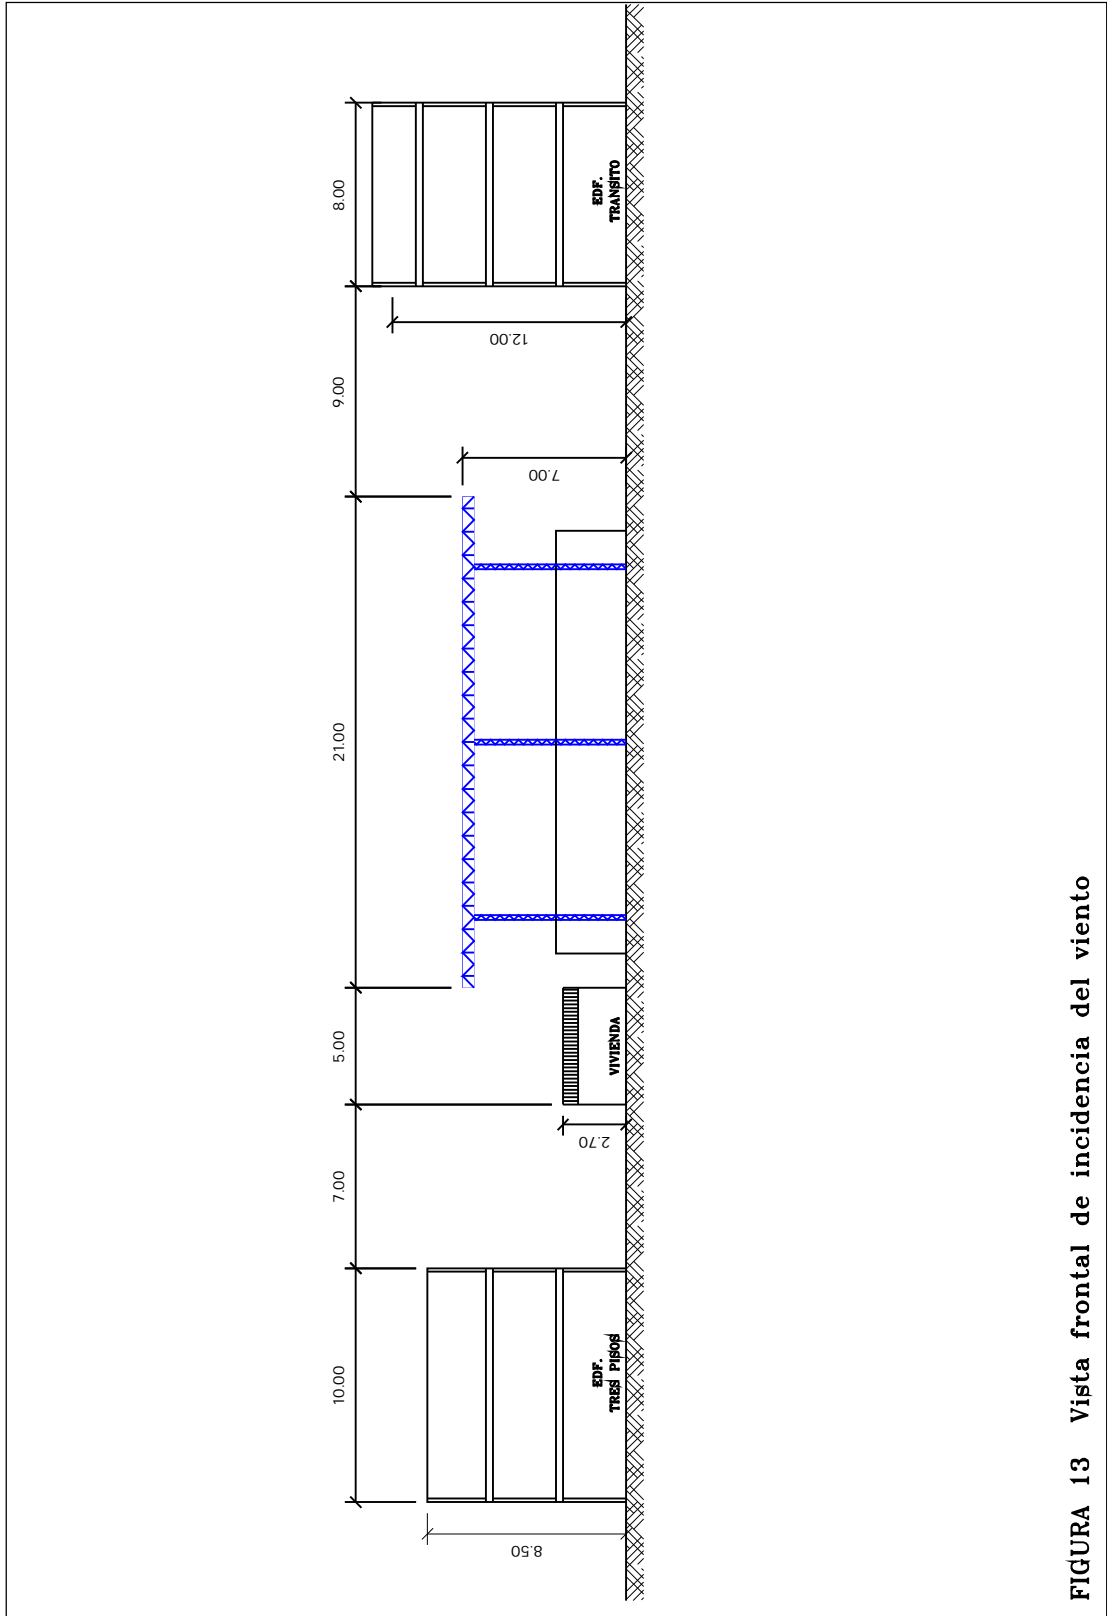 10.00
7.00
5.00
21.00
9.00
8.00
8.50
2.70
7.00
12.00
EDF.
TRES PISOS
VIVIENDA
EDF.
TRANSITO
FIGURA 13 Vista frontal de incidencia del viento